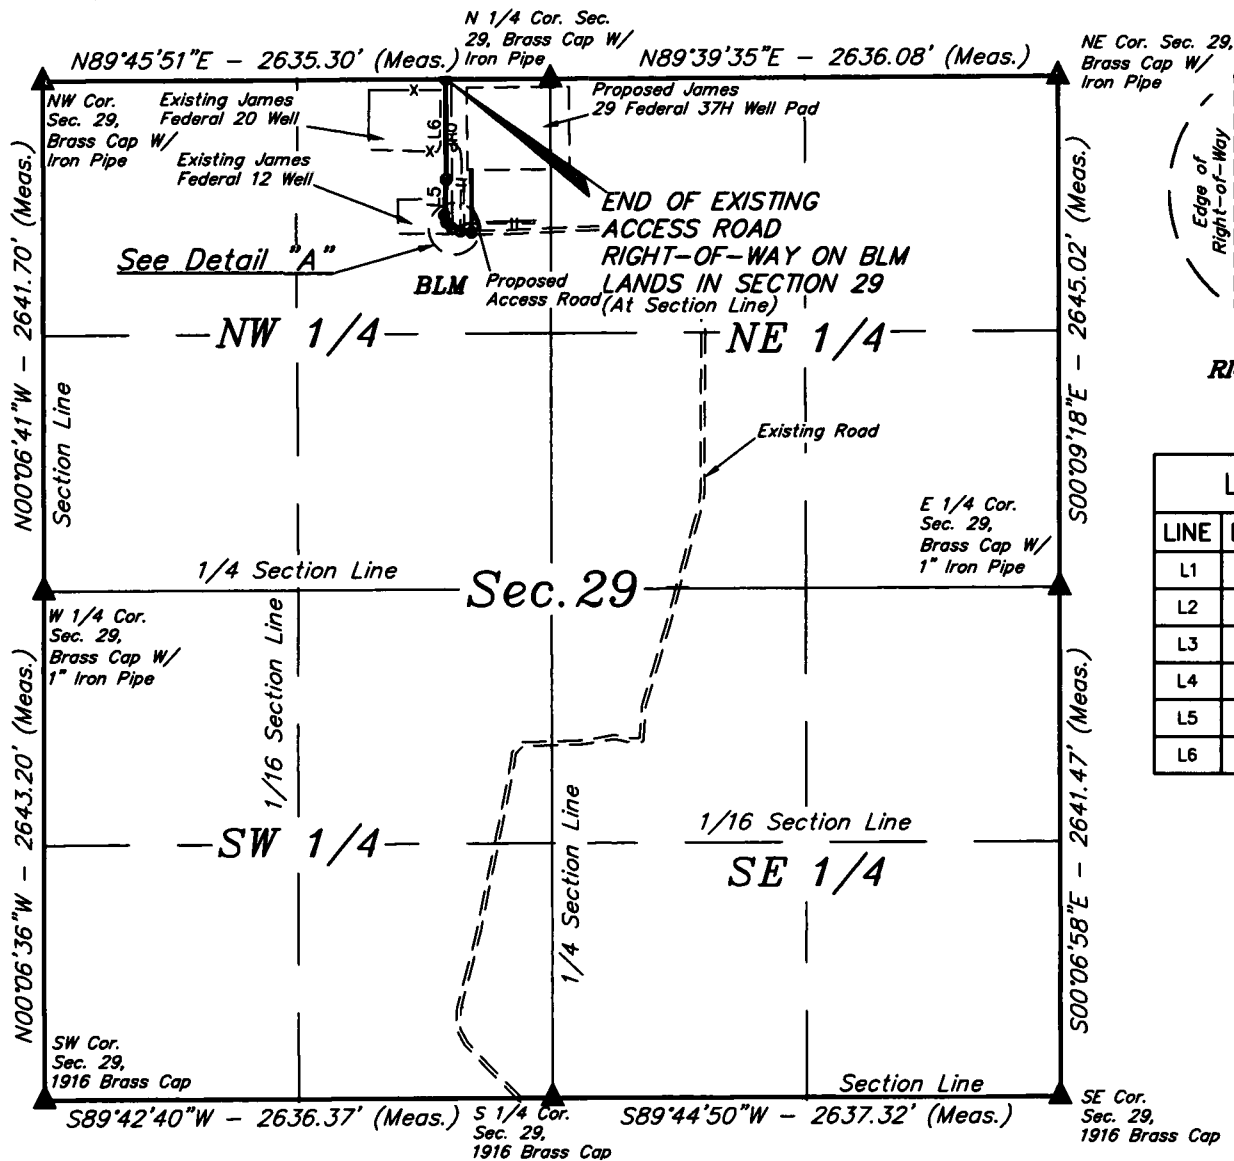 N 1/4 Cor. Sec.
29, Brass Cap W/
Iron Pipe
N89°45'51"E - 2635.30' (Meas.)
N89°39'35"E - 2636.08' (Meas.)
NE Cor. Sec. 29,
Brass Cap W/
Iron Pipe
NW Cor.
Sec. 29,
Brass Cap W/
Iron Pipe
Existing James
Federal 20 Well
Existing James
Federal 12 Well
Proposed James
29 Federal 37H Well Pad
L6
L5
END OF EXISTING
ACCESS ROAD
RIGHT-OF-WAY ON BLM
LANDS IN SECTION 29
(At Section Line)
See Detail "A"
BLM
Proposed
Access Road
Edge of
Right-of-Way
N00°06'41"W - 2641.70' (Meas.)
Section Line
NW 1/4
NE 1/4
S00°09'18"E - 2645.02' (Meas.)
Existing Road
E 1/4 Cor.
Sec. 29,
Brass Cap W/
1" Iron Pipe
LINE
L1
L2
L3
L4
L5
L6
1/4 Section Line
Sec. 29
W 1/4 Cor.
Sec. 29,
Brass Cap W/
1" Iron Pipe
1/16 Section Line
N00°06'36"W - 2643.20' (Meas.)
SW 1/4
1/4 Section Line
1/16 Section Line
SE 1/4
S00°06'58"E - 2641.47' (Meas.)
SW Cor.
Sec. 29,
1916 Brass Cap
Section Line
S89°42'40"W - 2636.37' (Meas.)
S 1/4 Cor.
Sec. 29,
1916 Brass Cap
S89°44'50"W - 2637.32' (Meas.)
SE Cor.
Sec. 29,
1916 Brass Cap